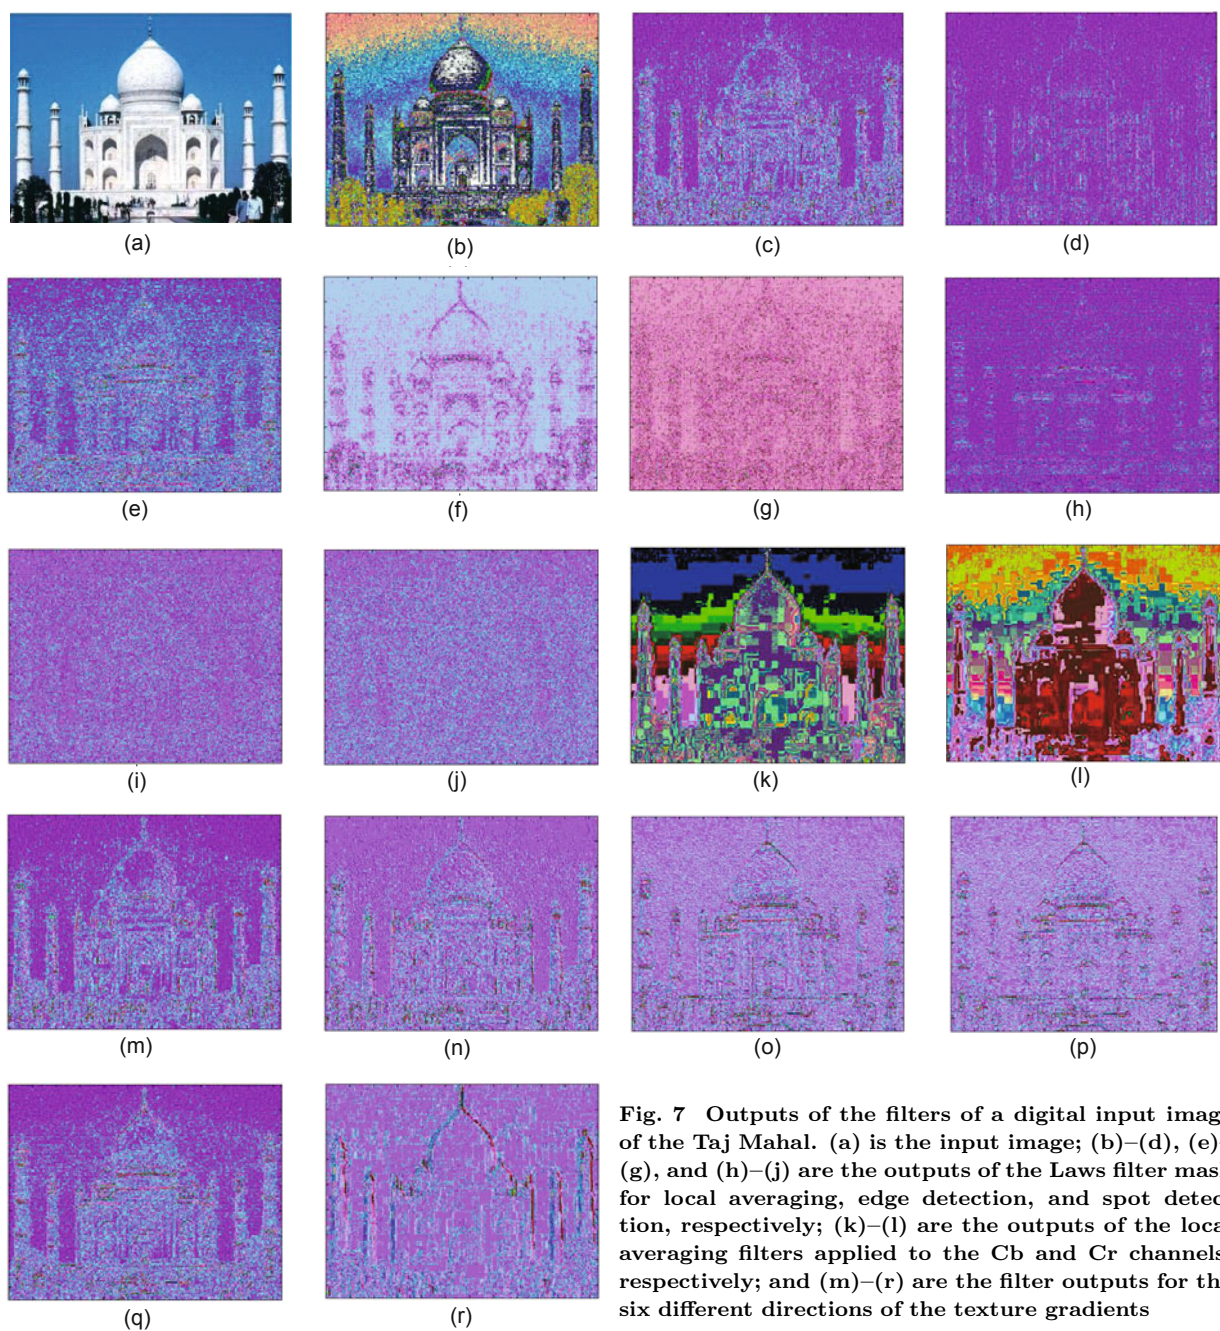 (a)
(b)
(c)
(d)
(e)
(f)
(g)
(h)
(i)
(j)
(k)
(l)
(m)
(n)
(o)
(p)
(q)
(r)
Fig. 7 Outputs of the filters of a digital input imag
of the Taj Mahal. (a) is the input image; (b)–(d), (e)
(g), and (h)–(j) are the outputs of the Laws filter mas
for local averaging, edge detection, and spot detec
tion, respectively; (k)–(l) are the outputs of the loca
averaging filters applied to the Cb and Cr channels
respectively; and (m)–(r) are the filter outputs for th
six different directions of the texture gradients